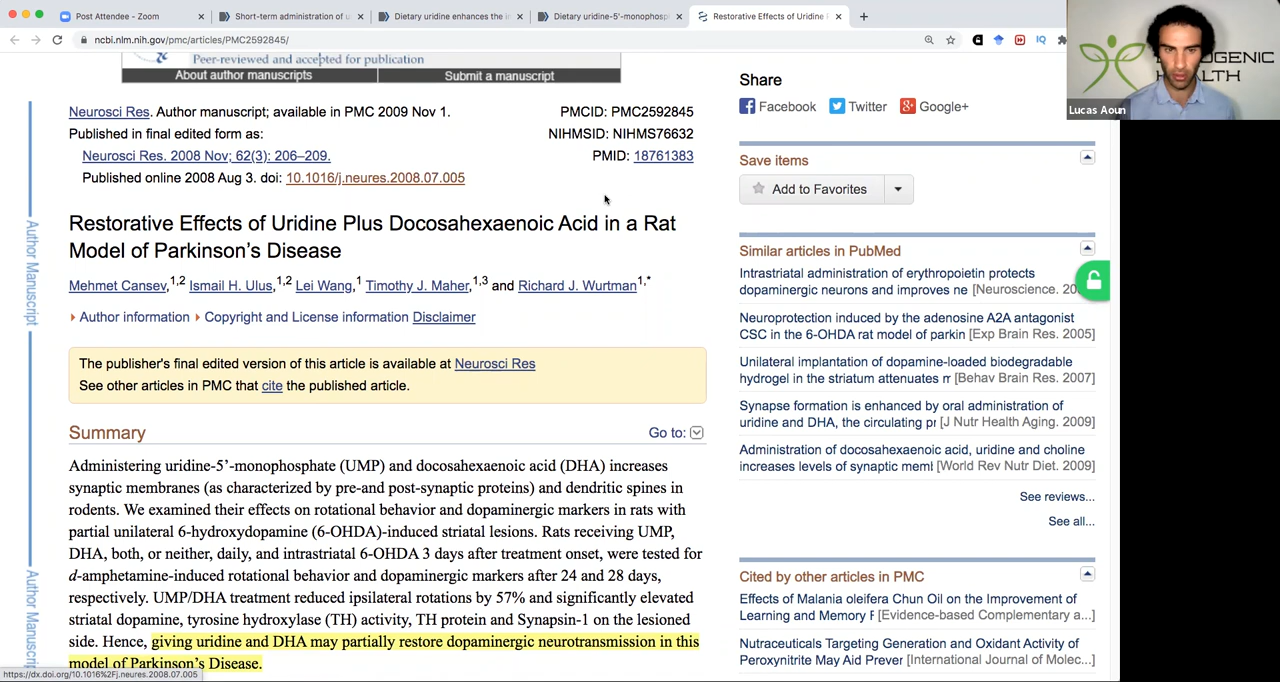 Post Attendee - Zoom
Short-term administration of u
Dietary uridine enhances the i
Dietary uridine-5'-monophosp
Restorative Effects of Uridine
ncbi.nlm.nih.gov/pmc/articles/PMC2592845/
IQ
GENIC
HEALTH
Lucas Aoun
Peer-reviewed and accepted for publication
About author manuscripts
Submit a manuscript
Neurosci Res. Author manuscript; available in PMC 2009 Nov 1.
Published in final edited form as:
Neurosci Res. 2008 Nov; 62(3): 206–209.
Published online 2008 Aug 3. doi: 10.1016/j.neures.2008.07.005
PMCID: PMC2592845
NIHMSID: NIHMS76632
PMID: 18761383
Author Manuscript
Author Manuscript
Restorative Effects of Uridine Plus Docosahexaenoic Acid in a Rat
Model of Parkinson's Disease
Mehmet Cansev,1,2 Ismail H. Ulus,1,2 Lei Wang,1 Timothy J. Maher,1,3 and Richard J. Wurtman1,*
Author information Copyright and License information Disclaimer
The publisher's final edited version of this article is available at Neurosci Res
See other articles in PMC that cite the published article.
Summary
Go to:
Administering uridine-5'-monophosphate (UMP) and docosahexaenoic acid (DHA) increases
synaptic membranes (as characterized by pre-and post-synaptic proteins) and dendritic spines in
rodents. We examined their effects on rotational behavior and dopaminergic markers in rats with
partial unilateral 6-hydroxydopamine (6-OHDA)-induced striatal lesions. Rats receiving UMP,
DHA, both, or neither, daily, and intrastriatal 6-OHDA 3 days after treatment onset, were tested for
d-amphetamine-induced rotational behavior and dopaminergic markers after 24 and 28 days,
respectively. UMP/DHA treatment reduced ipsilateral rotations by 57% and significantly elevated
striatal dopamine, tyrosine hydroxylase (TH) activity, TH protein and Synapsin-1 on the lesioned
side. Hence, giving uridine and DHA may partially restore dopaminergic neurotransmission in this
model of Parkinson's Disease.
https://dx.doi.org/10.1016%2Fj.neures.2008.07.005
Share
Facebook
Twitter
Google+
Save items
Add to Favorites
Similar articles in PubMed
Intrastriatal administration of erythropoietin protects
dopaminergic neurons and improves ne [Neuroscience. 20
Neuroprotection induced by the adenosine A2A antagonist
CSC in the 6-OHDA rat model of parkin [Exp Brain Res. 2005]
Unilateral implantation of dopamine-loaded biodegradable
hydrogel in the striatum attenuates m [Behav Brain Res. 2007]
Synapse formation is enhanced by oral administration of
uridine and DHA, the circulating pr [J Nutr Health Aging. 2009]
Administration of docosahexaenoic acid, uridine and choline
increases levels of synaptic meml [World Rev Nutr Diet. 2009]
See reviews...
See all...
Cited by other articles in PMC
Effects of Malania oleifera Chun Oil on the Improvement of
Learning and Memory F [Evidence-based Complementary a...]
Nutraceuticals Targeting Generation and Oxidant Activity of
Peroxynitrite May Aid Prever [International Journal of Molec...]